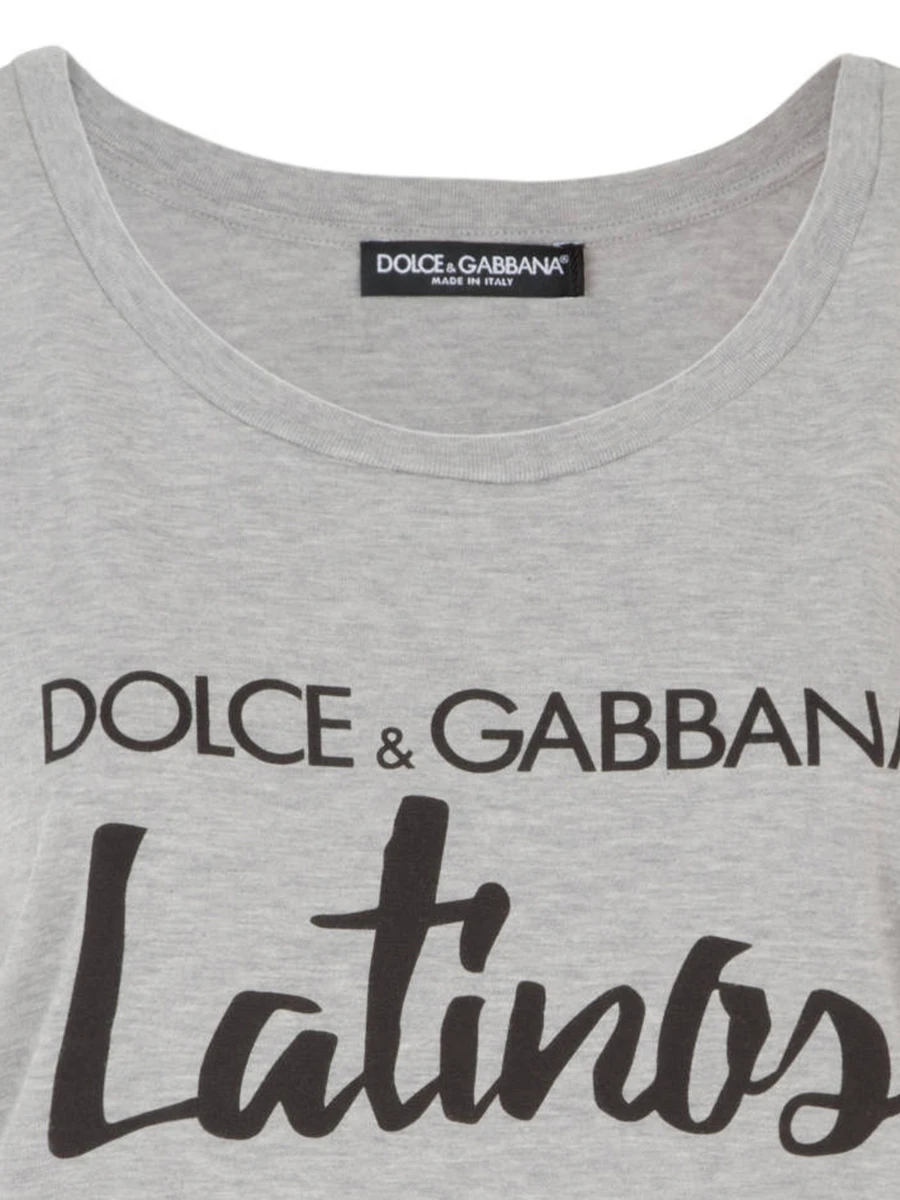 DOLCE & GABBANA®
MADE IN ITALY
DOLCE & GABBANA
Latinos